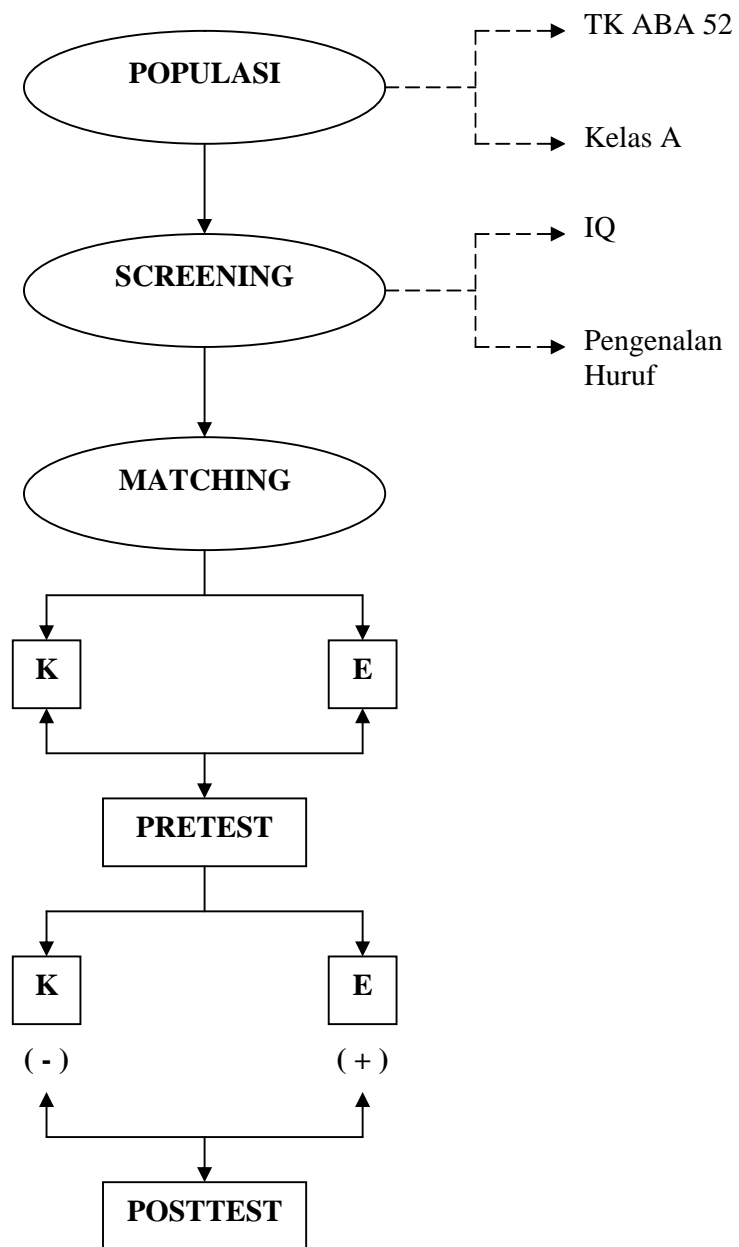 POPULASI
TK ABA 52
Kelas A
SCREENING
IQ
Pengenalan
Huruf
MATCHING
K
E
PRETEST
K
E
( - )
( + )
POSTTEST